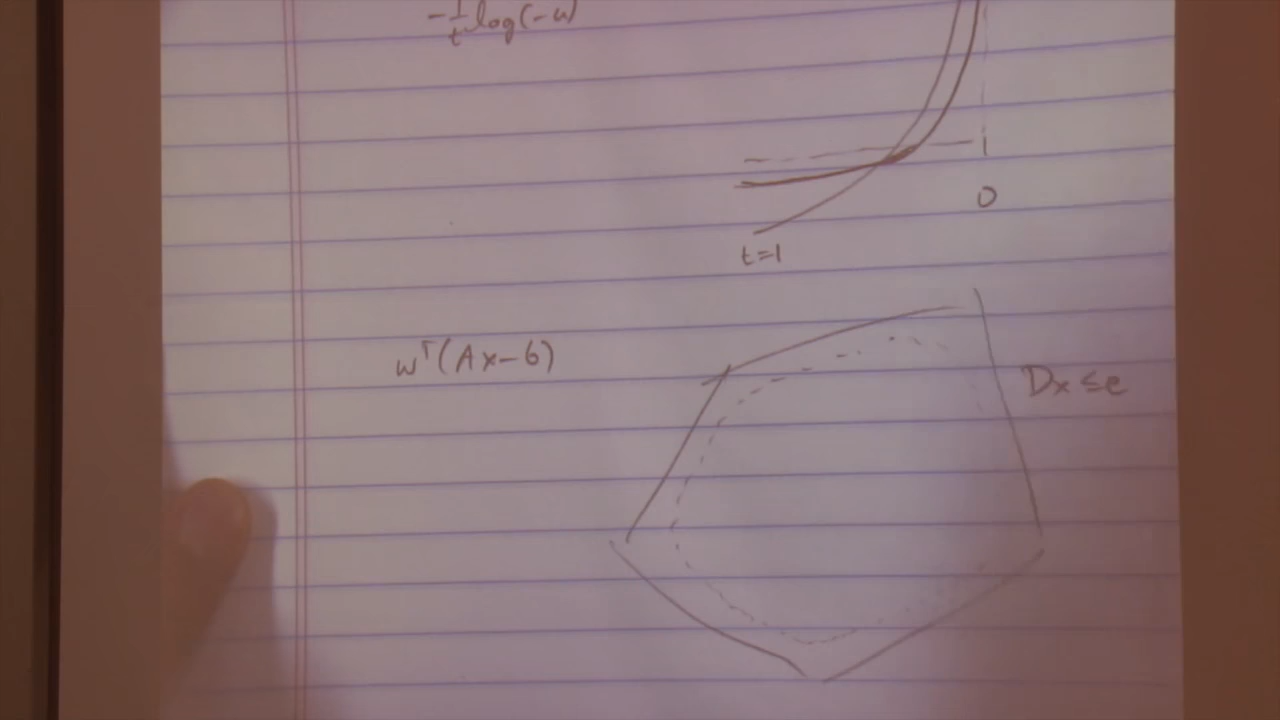 -1/t log(-u)
1
0
t=1
w^T(Ax-b)
Dx≤e